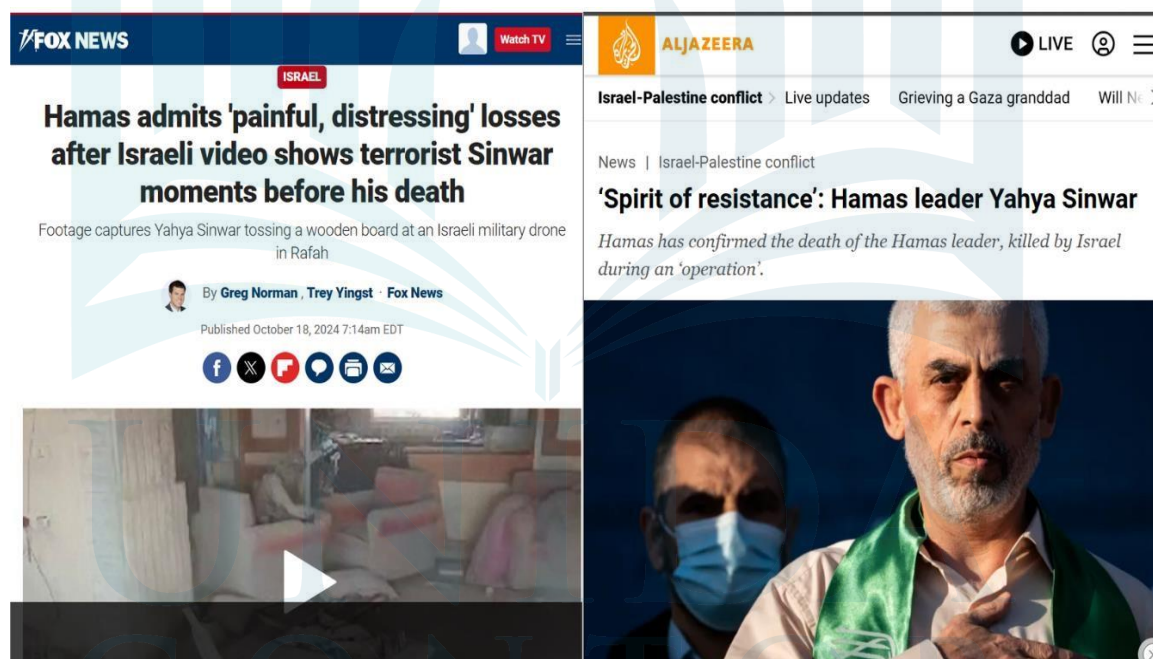 FOX NEWS
Watch TV
ISRAEL
Hamas admits 'painful, distressing' losses
after Israeli video shows terrorist Sinwar
moments before his death
Footage captures Yahya Sinwar tossing a wooden board at an Israeli military drone
in Rafah
By Greg Norman , Trey Yingst · Fox News
Published October 18, 2024 7:14am EDT
ALJAZEERA
LIVE
Israel-Palestine conflict > Live updates Grieving a Gaza granddad Will
News | Israel-Palestine conflict
‘Spirit of resistance’: Hamas leader Yahya Sinwar
Hamas has confirmed the death of the Hamas leader, killed by Israel
during an ‘operation’.